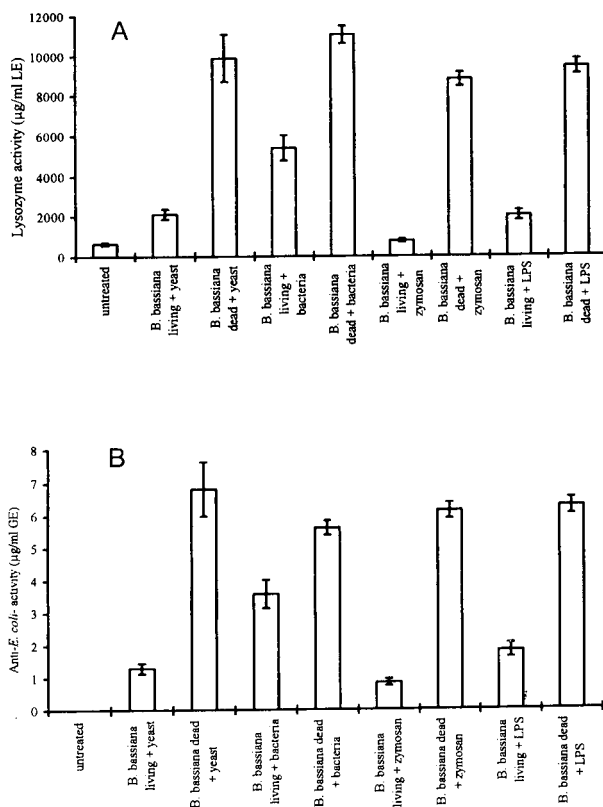 A
Lysozyme activity (µg/ml LE)
12000
10000
8000
6000
4000
2000
0
untreated
B. bassiana
living + yeast
B. bassiana
dead + yeast
B. bassiana
living +
bacteria
B. bassiana
dead + bacteria
B. bassiana
living +
zymosan
B. bassiana
dead +
zymosan
B. bassiana
living + LPS
B. bassiana
dead + LPS
B
Anti-E. coli- activity (µg/ml GE)
8
7
6
5
4
3
2
1
0
untreated
B. bassiana
living + yeast
B. bassiana dead
+ yeast
B. bassiana
living + bacteria
B. bassiana dead
+ bacteria
B. bassiana
living + zymosan
B. bassiana dead
+ zymosan
B. bassiana
living + LPS
B. bassiana dead
+ LPS